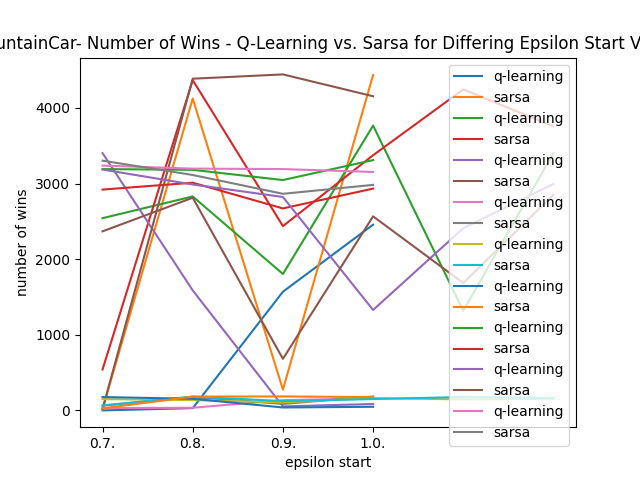 untainCar- Number of Wins - Q-Learning vs. Sarsa for Differing Epsilon Start V
number of wins
4000
3000
2000
1000
0
0.7.
0.8.
0.9.
1.0.
epsilon start
q-learning
sarsa
q-learning
sarsa
q-learning
sarsa
q-learning
sarsa
q-learning
sarsa
q-learning
sarsa
q-learning
sarsa
q-learning
sarsa
q-learning
sarsa